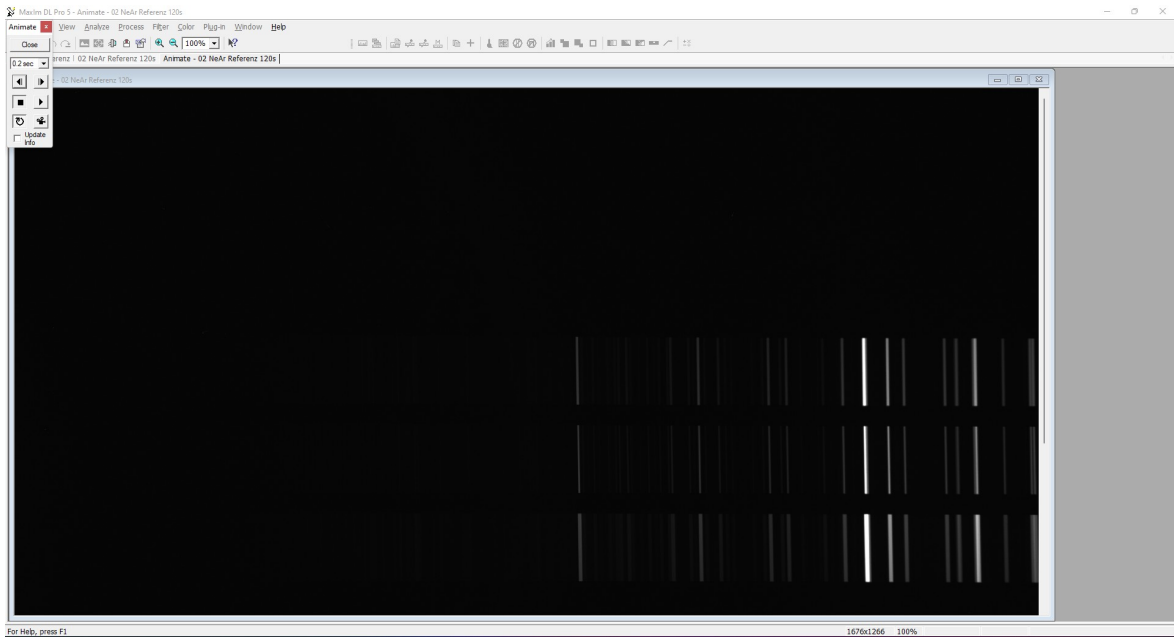 MaxIm DL Pro 5 - Animate - 02 NeAr Referenz 120s
Animate View Analyze Process Filter Color Plug-in Window Help
Close
100%
erenz 02 NeAr Referenz 120s Animate - 02 NeAr Referenz 120s
0.2 sec
- 02 NeAr Referenz 120s
Update
Info
For Help, press F1 1676x1266 100%